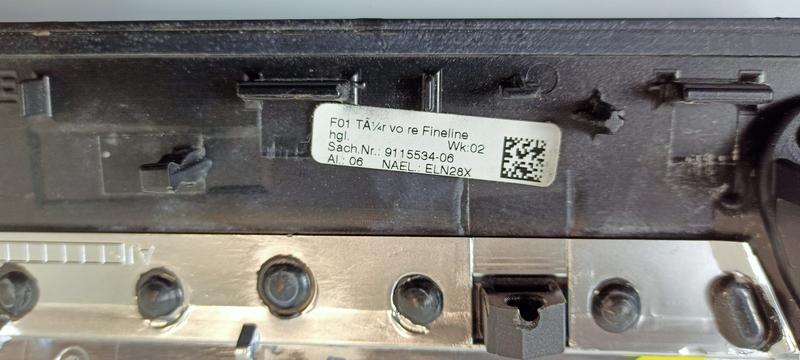 F01 TÃ¼r vo re Fineline
hgl. Wk:02
Sach.Nr.: 9115534-06
AI.: 06 NAEL.: ELN28X